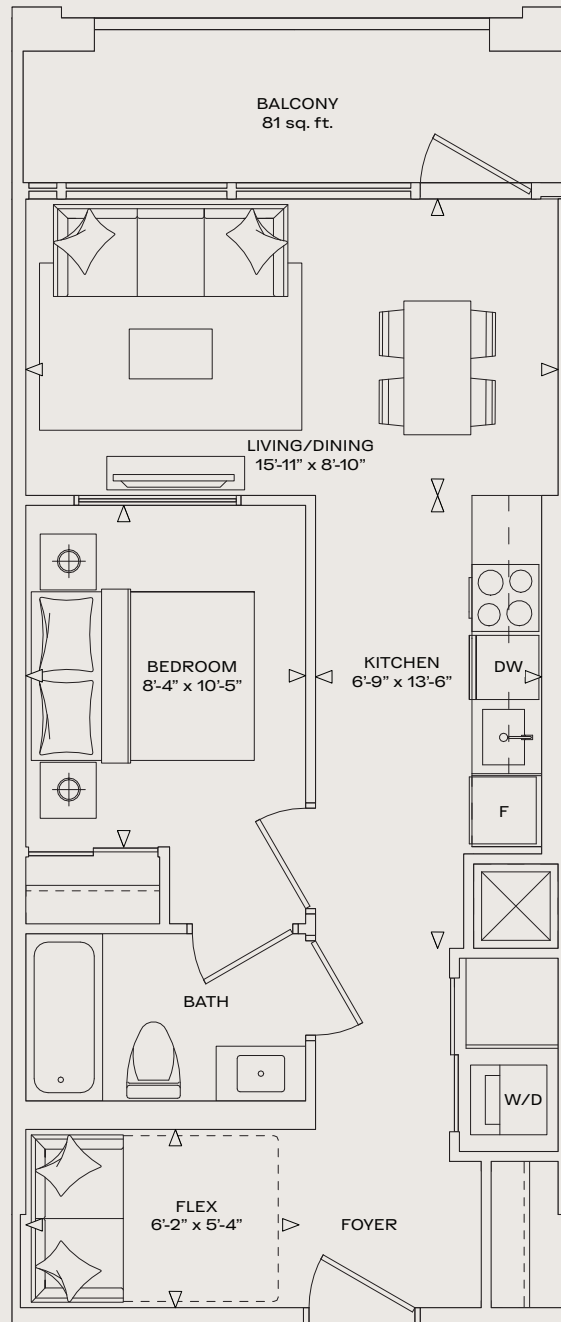 BALCONY
81 sq. ft.
LIVING/DINING
15'-11” x 8'-10”
BEDROOM
8'-4” x 10'-5”
KITCHEN
6'-9” x 13'-6”
DW
F
BATH
W/D
FLEX
6'-2” x 5'-4”
FOYER